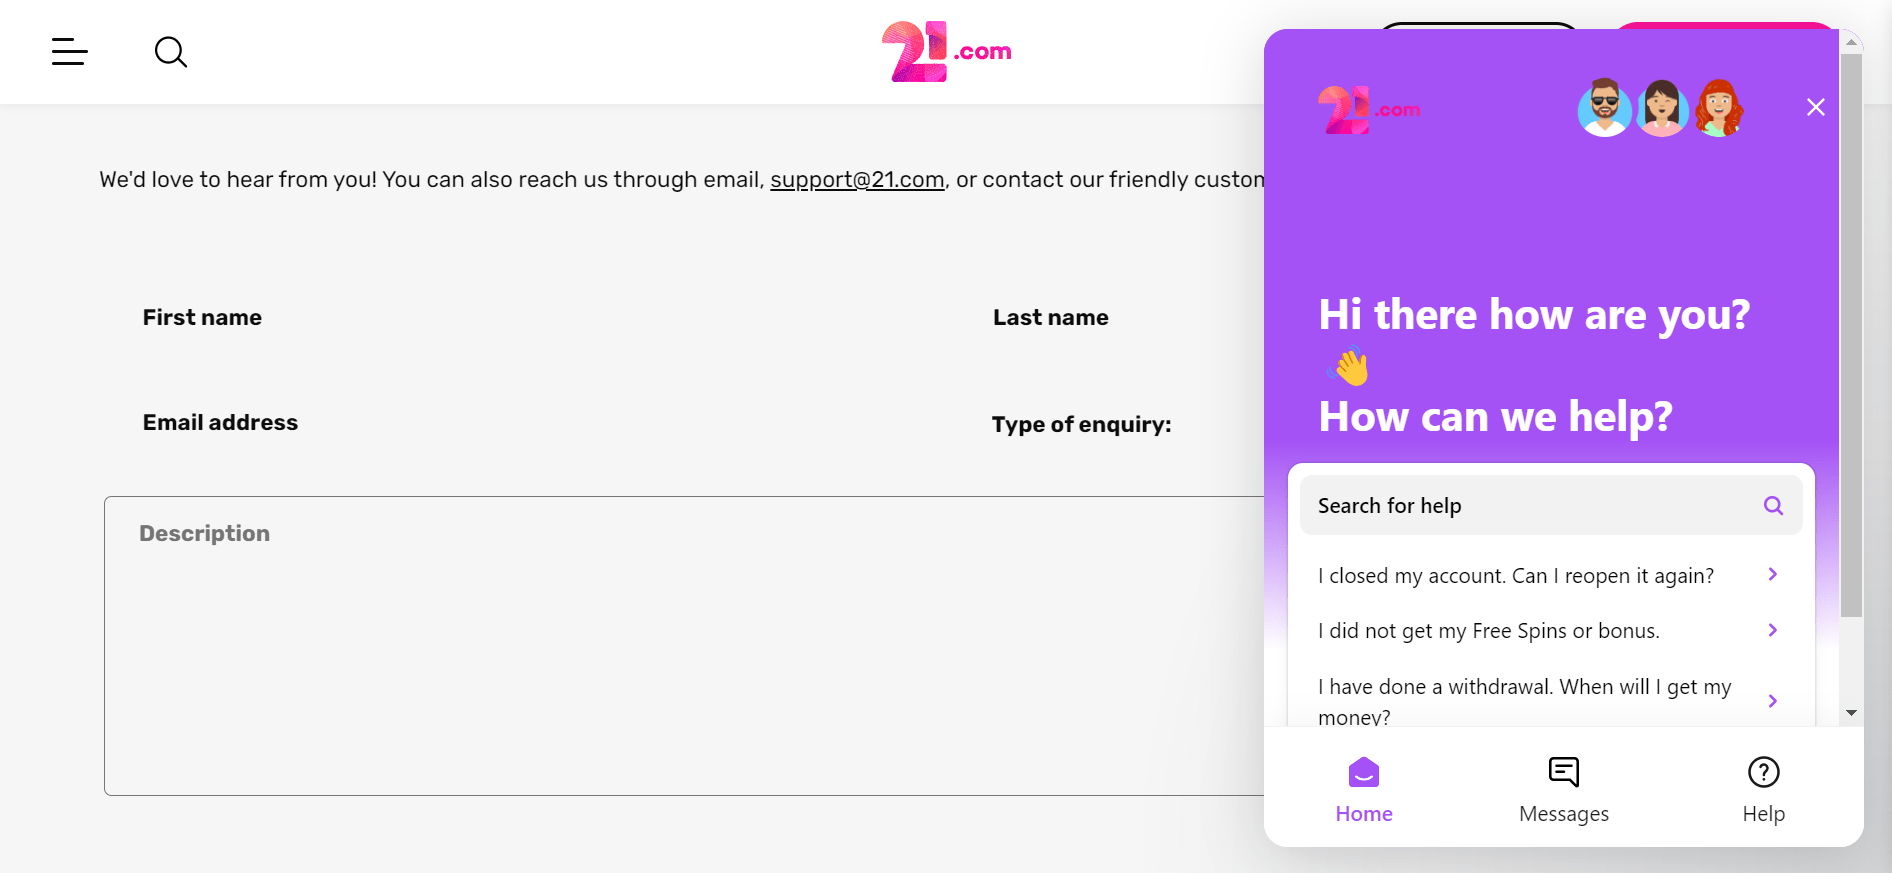 21.com
We'd love to hear from you! You can also reach us through email, support@21.com, or contact our friendly
First name
Last name
Email address
Type of enquiry:
Description
21.com
Hi there how are you?
👋
How can we help?
Search for help
I closed my account. Can I reopen it again?
I did not get my Free Spins or bonus.
I have done a withdrawal. When will I get my
money?
Home
Messages
Help